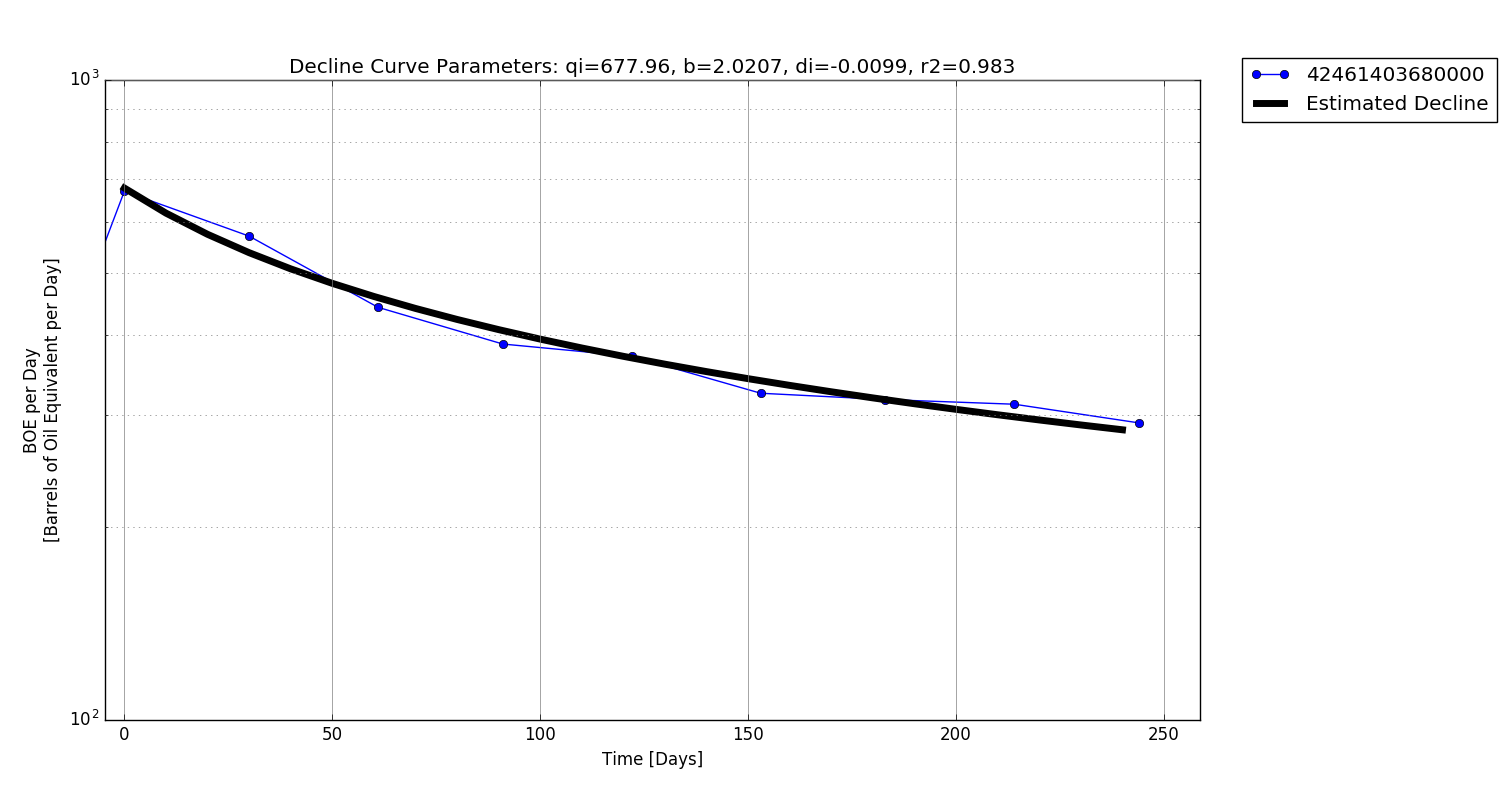 Decline Curve Parameters: qi=677.96, b=2.0207, di=-0.0099, r2=0.983
42461403680000
Estimated Decline
10³
10²
BOE per Day
[Barrels of Oil Equivalent per Day]
0 50 100 150 200 250
Time [Days]